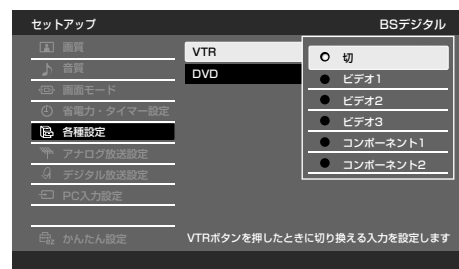 セットアップ
BSデジタル
画質
音質
画面モード
省電力・タイマー設定
各種設定
アナログ放送設定
デジタル放送設定
PC入力設定
かんたん設定
VTR
DVD
切
ビデオ1
ビデオ2
ビデオ3
コンポーネント1
コンポーネント2
VTRボタンを押したときに切り換える入力を設定します